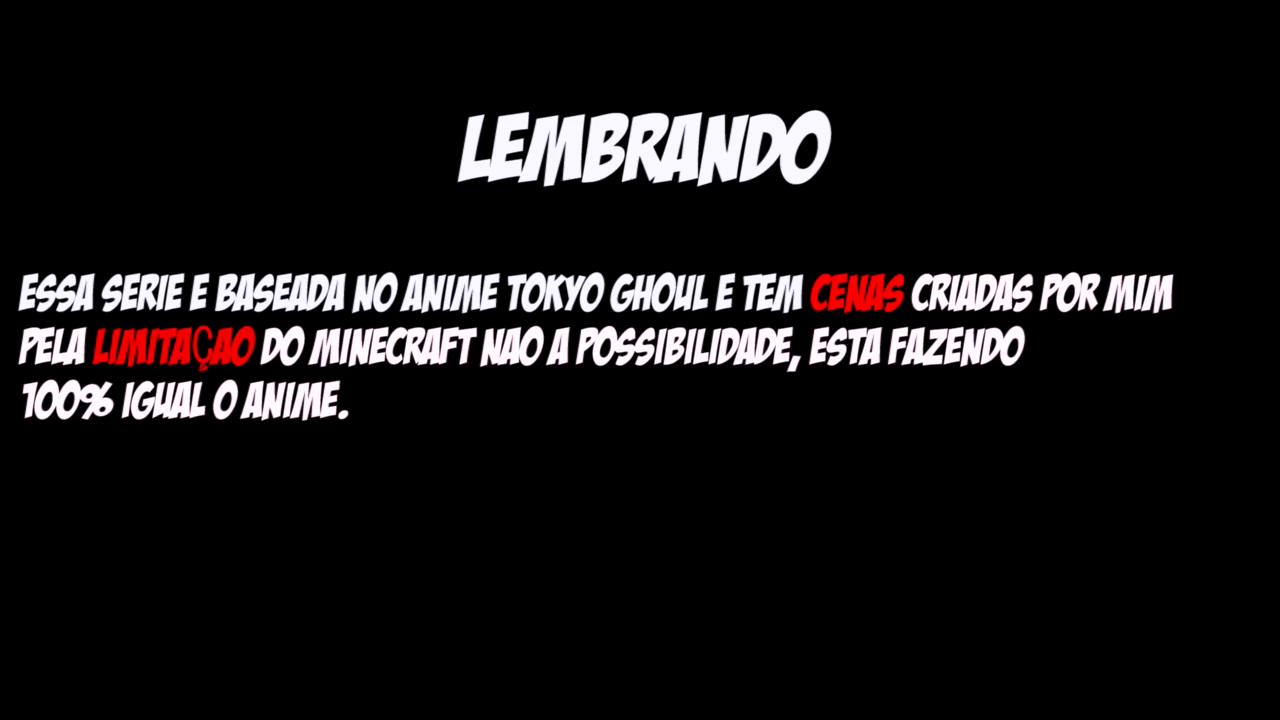 LEMBRANDO
ESSA SERIE E BASEADA NO ANIME TOKYO GHOUL E TEM CENAS CRIADAS POR MIM
PELA LIMITAÇAO DO MINECRAFT NAO A POSSIBILIDADE, ESTA FAZENDO
100% IGUAL O ANIME.